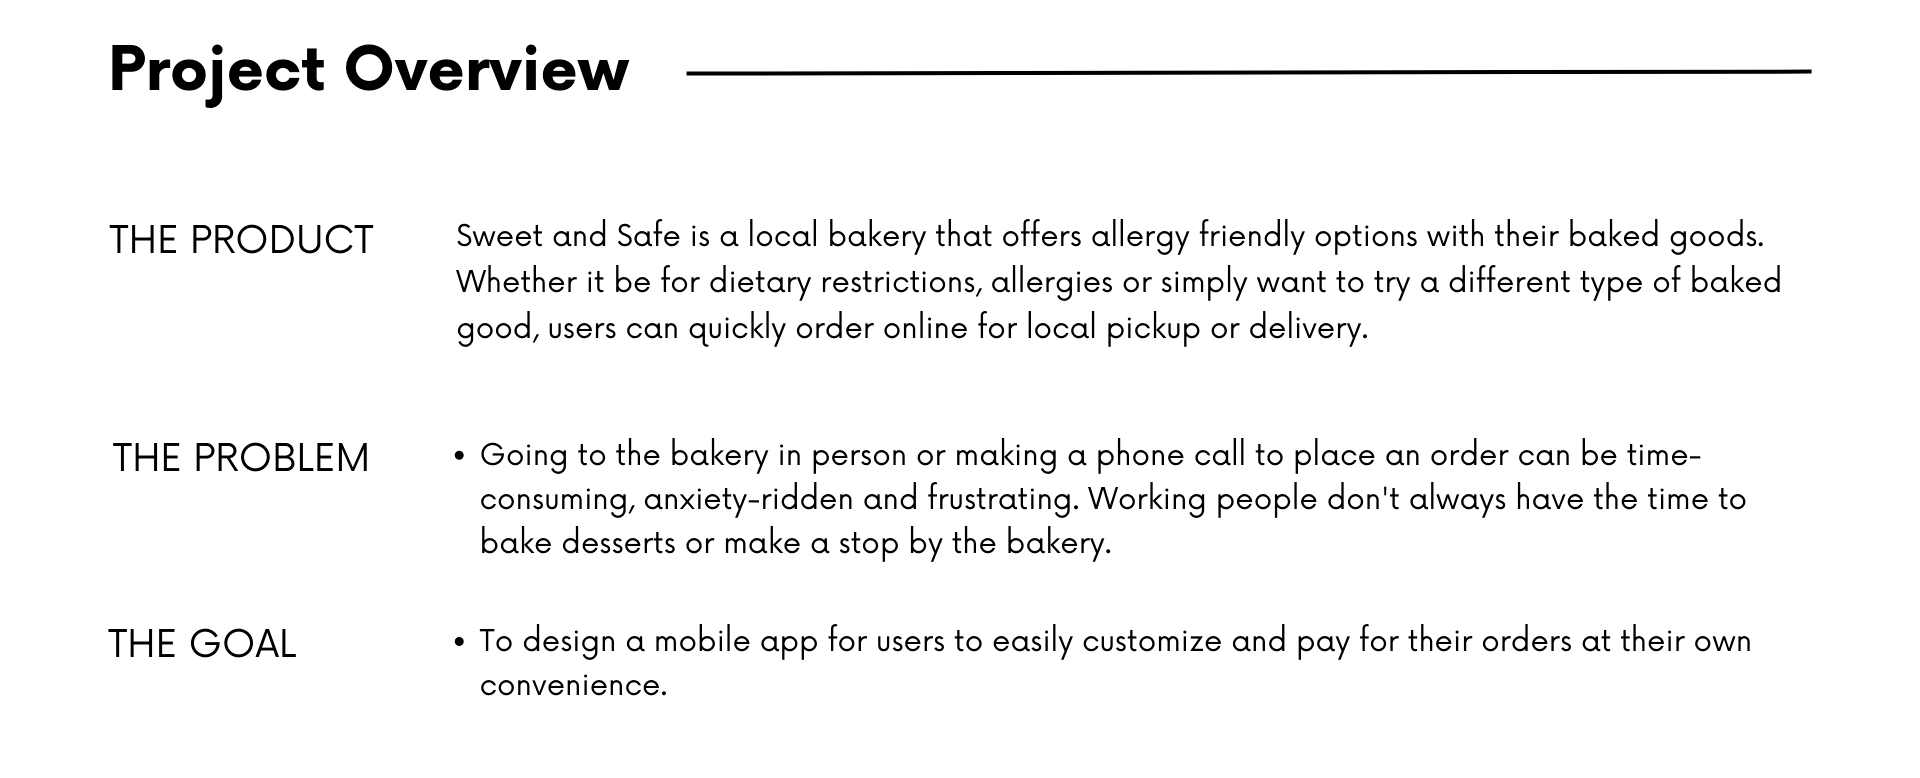 Project Overview
THE PRODUCT
Sweet and Safe is a local bakery that offers allergy friendly options with their baked goods.
Whether it be for dietary restrictions, allergies or simply want to try a different type of baked
good, users can quickly order online for local pickup or delivery.
THE PROBLEM
• Going to the bakery in person or making a phone call to place an order can be time-
consuming, anxiety-ridden and frustrating. Working people don't always have the time to
bake desserts or make a stop by the bakery.
THE GOAL
• To design a mobile app for users to easily customize and pay for their orders at their own
convenience.